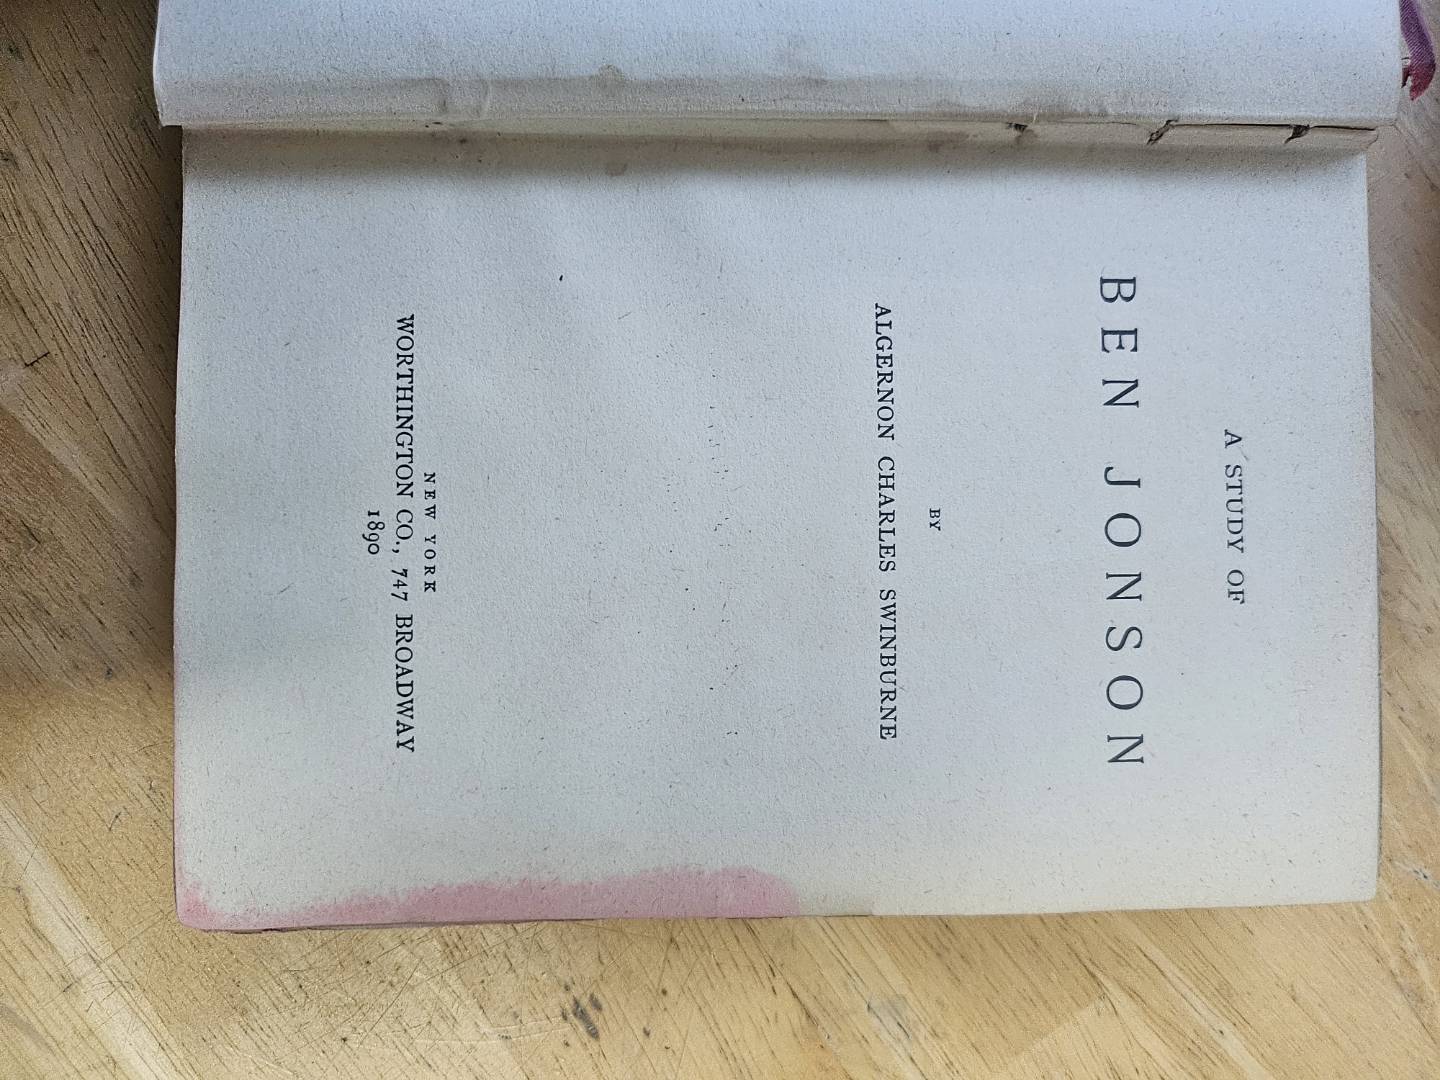 A STUDY OF
BEN JONSON
BY
ALGERNON CHARLES SWINBURNE
NEW YORK
WORTHINGTON CO., 747 BROADWAY
1890